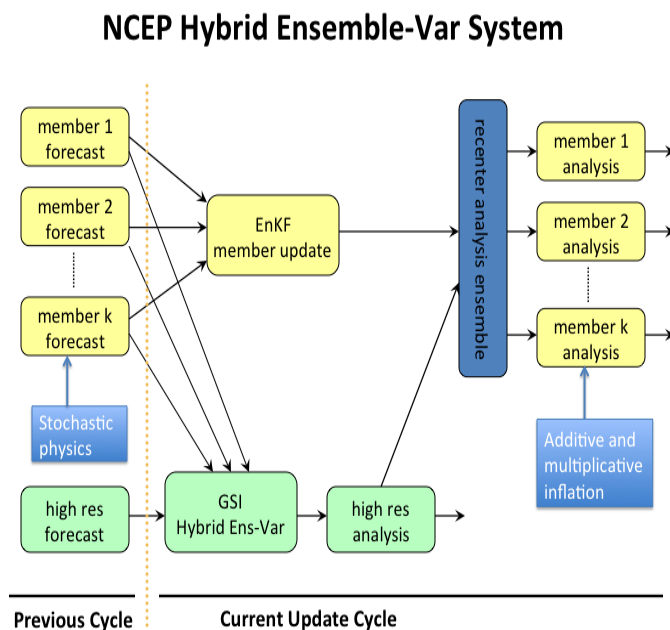 NCEP Hybrid Ensemble-Var System
member 1
forecast
member 2
forecast
member k
forecast
Stochastic
physics
high res
forecast
EnKF
member update
GSI
Hybrid Ens-Var
high res
analysis
recenter analysis ensemble
member 1
analysis
member 2
analysis
member k
analysis
Additive and
multiplicative
inflation
Previous Cycle
Current Update Cycle